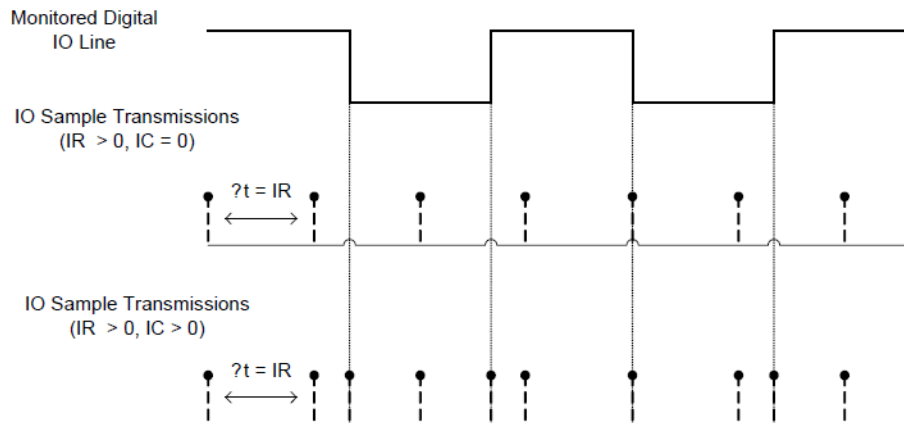 Monitored Digital
IO Line
IO Sample Transmissions
(IR > 0, IC = 0)
?t = IR
IO Sample Transmissions
(IR > 0, IC > 0)
?t = IR